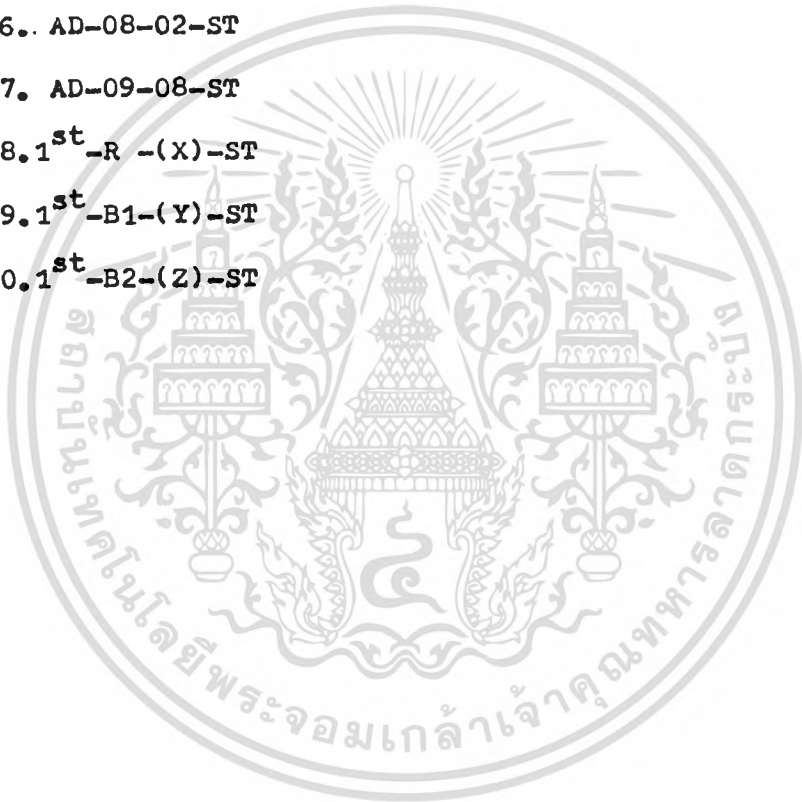 6. AD-08-02-ST
7. AD-09-08-ST
8.1st-R -(X)-ST
9.1st-B1-(Y)-ST
0.1st-B2-(Z)-ST
สถาบันเทคโนโลยีพระจอมเกล้าเจ้าคุณทหารลาดกระบัง